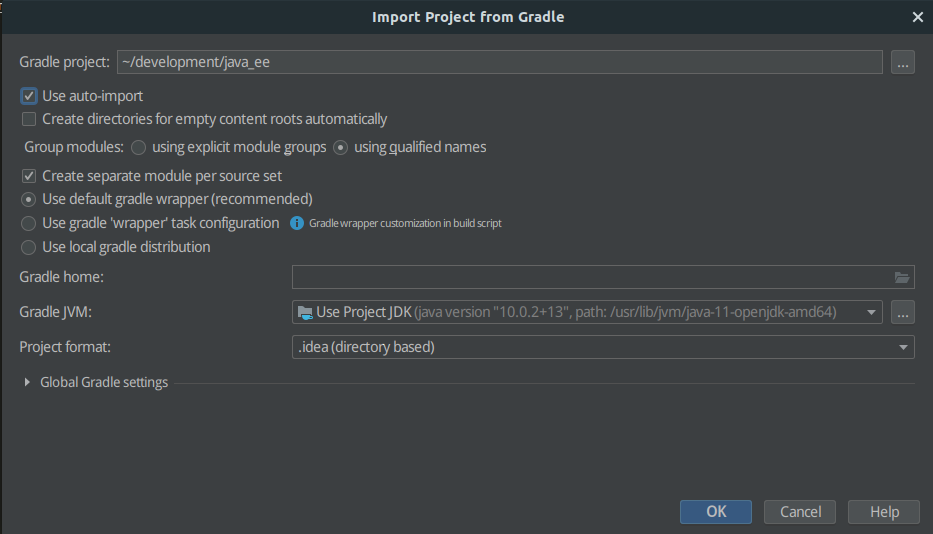 Import Project from Gradle
Gradle project: ~/development/java_ee ...
Use auto-import
Create directories for empty content roots automatically
Group modules: using explicit module groups using qualified names
Create separate module per source set
Use default gradle wrapper (recommended)
Use gradle 'wrapper' task configuration Gradle wrapper customization in build script
Use local gradle distribution
Gradle home:
Gradle JVM: Use Project JDK (java version "10.0.2+13", path: /usr/lib/jvm/java-11-openjdk-amd64) ...
Project format: .idea (directory based)
Global Gradle settings
OK Cancel Help